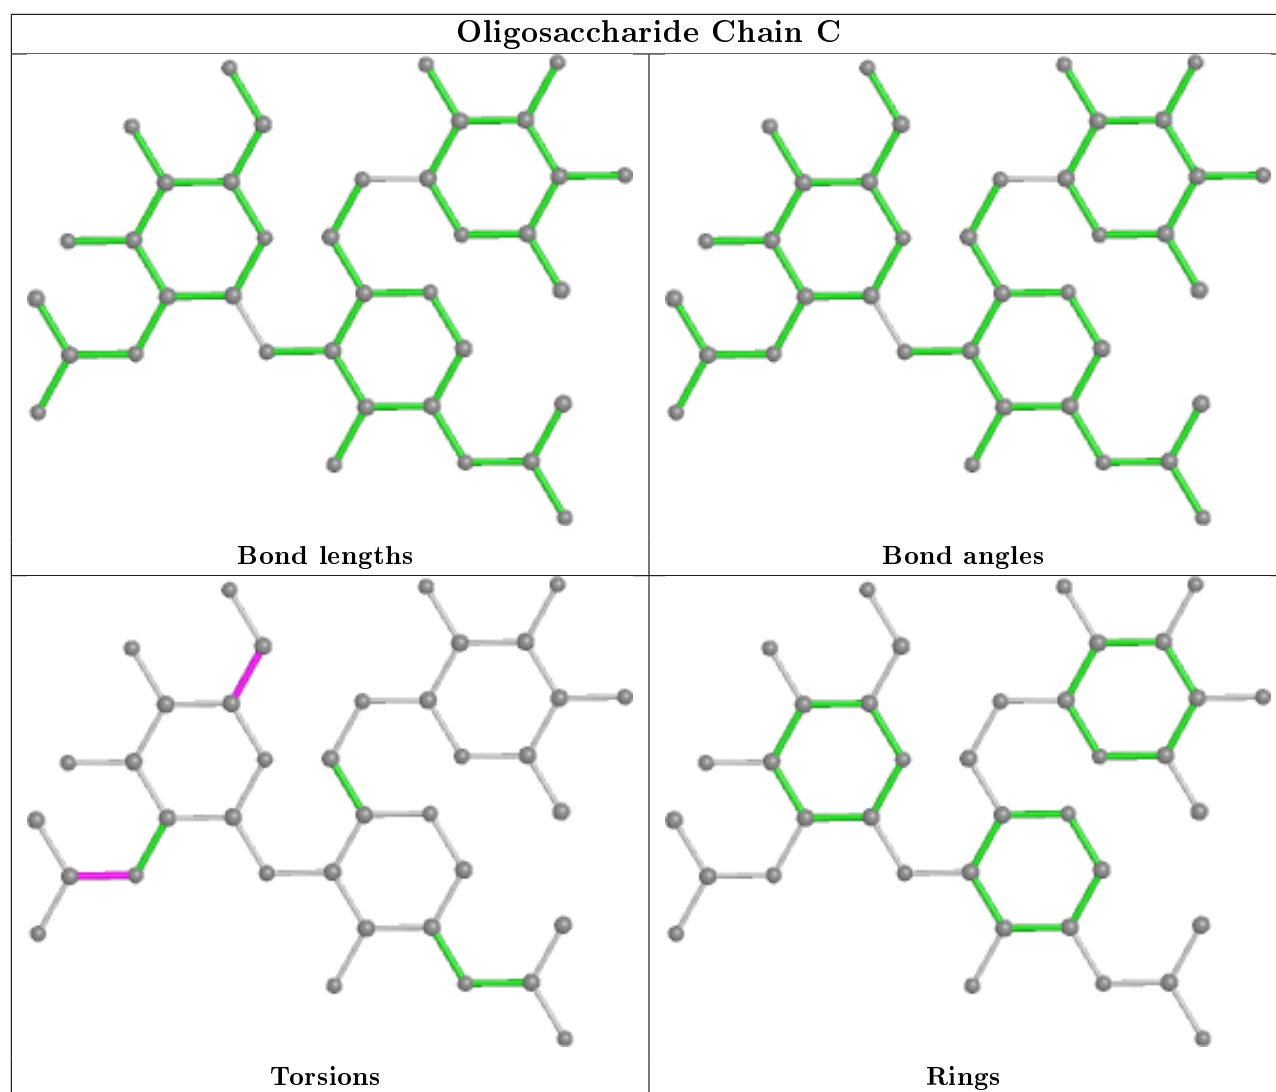 Oligosaccharide Chain C
Bond lengths
Bond angles
Torsions
Rings